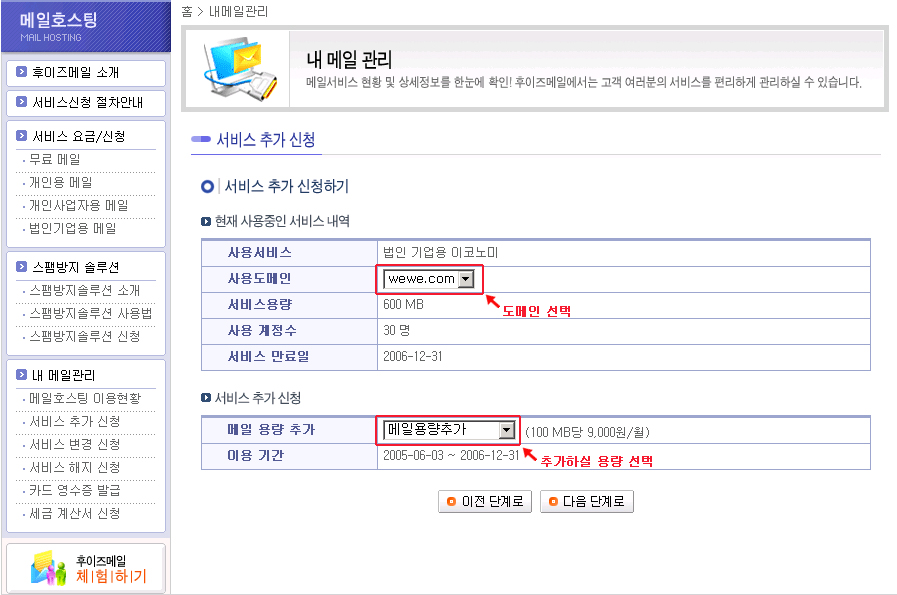 메일호스팅
MAIL HOSTING
후이즈메일 소개
서비스신청 절차안내
서비스 요금/신청
· 무료 메일
· 개인용 메일
· 개인사업자용 메일
· 법인기업용 메일
스팸방지 솔루션
· 스팸방지솔루션 소개
· 스팸방지솔루션 사용법
· 스팸방지솔루션 신청
내 메일관리
· 메일호스팅 이용현황
· 서비스 추가 신청
· 서비스 변경 신청
· 서비스 해지 신청
· 카드 영수증 발급
· 세금 계산서 신청
후이즈메일
체|험|하|기
홈 > 내메일관리
내 메일 관리
메일서비스 현황 및 상세정보를 한눈에 확인! 후이즈메일에서는 고객 여러분의 서비스를 편리하게 관리하실 수 있습니다.
서비스 추가 신청
서비스 추가 신청하기
현재 사용중인 서비스 내역
사용서비스 법인 기업용 이코노미
사용도메인 wewe.com
서비스용량 600 MB
도메인 선택
사용 계정수 30 명
서비스 만료일 2006-12-31
서비스 추가 신청
메일 용량 추가 메일용량추가 (100 MB당 9,000원/월)
이용 기간 2005-06-03 ~ 2006-12-31
추가하실 용량 선택
이전 단계로 다음 단계로